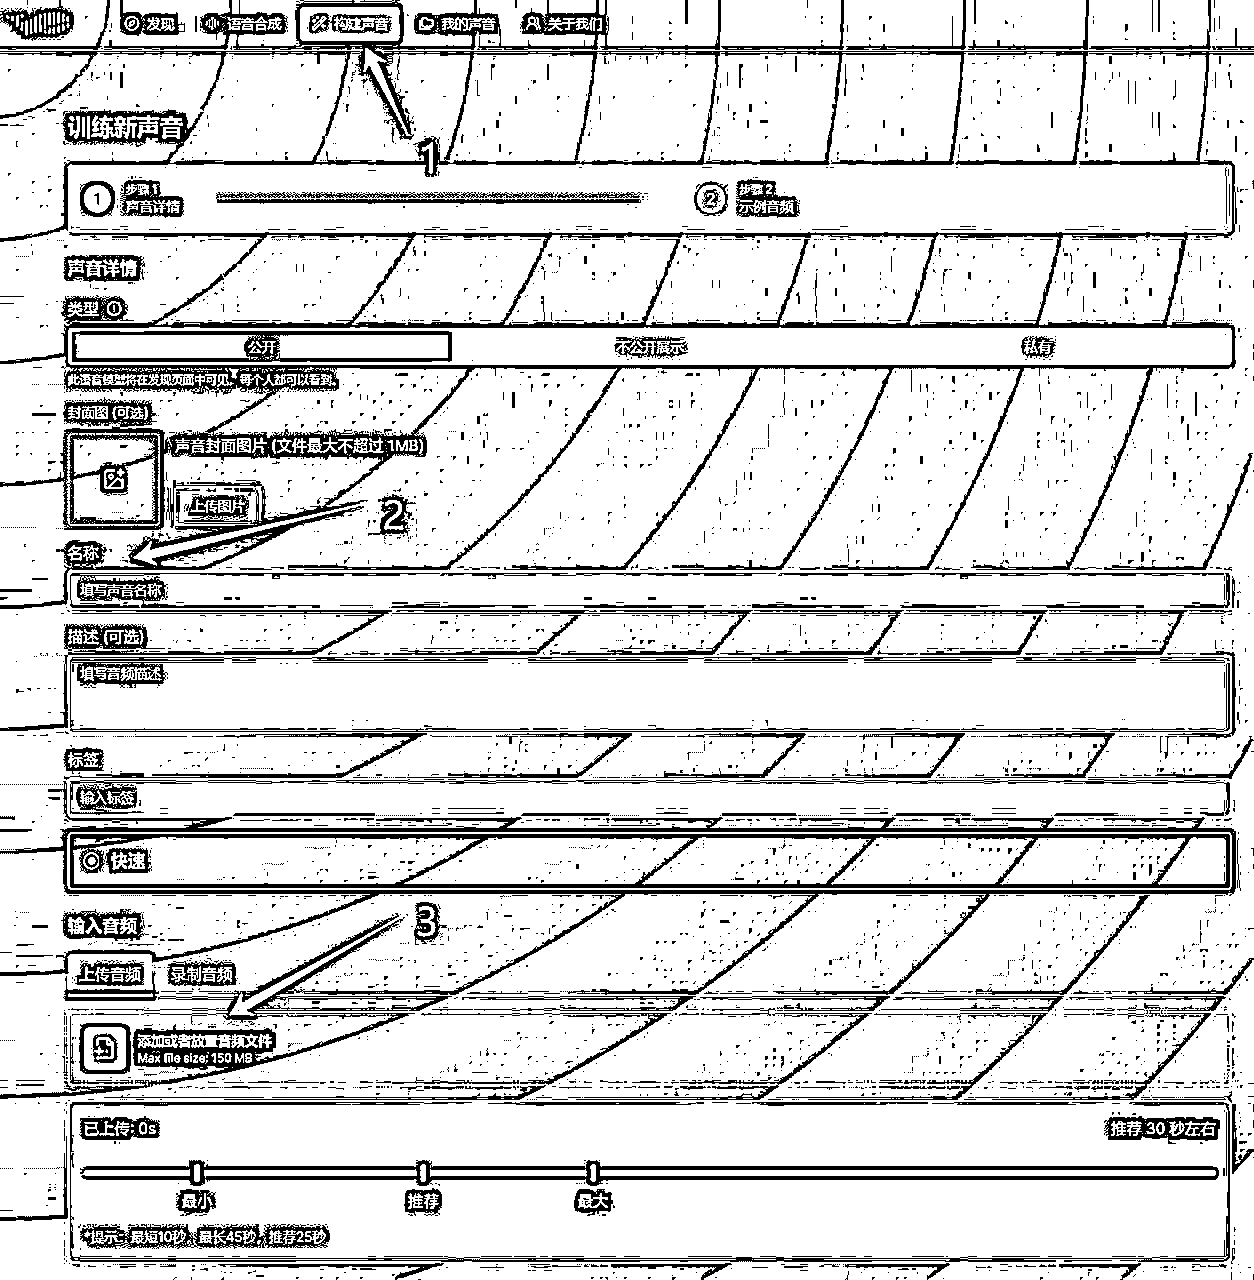 发现 语音合成 构建声音 我的声音 关于我们
1
训练新声音
1 步骤 1 2 步骤 2
声音详情 示例音频
声音详情
类型
公开 不公开展示 私有
此语音模型将在发现页面中可见，每个人都可以看到。
封面图 (可选)
声音封面图片 (文件最大不超过 1MB)
上传图片
2
名称
填写声音名称
描述 (可选)
填写音频描述
标签
输入标签
快速
3
输入音频
上传音频 录制音频
添加或者放置音频文件
Max file size: 150 MB
已上传: 0s 推荐 30 秒左右
最小 推荐 最大
*提示: 最短10秒，最长45秒，推荐25秒